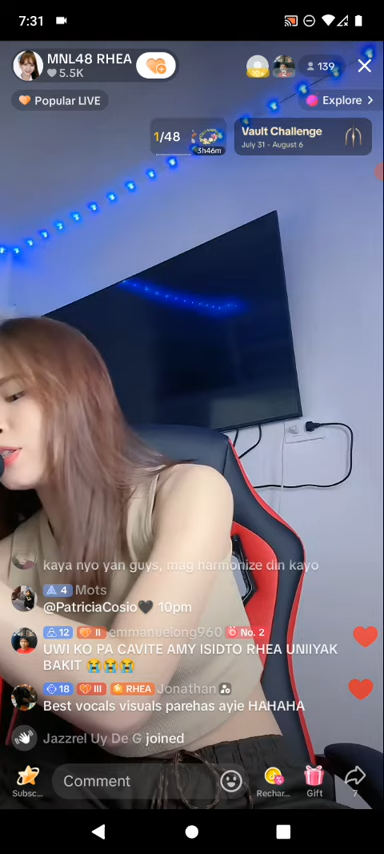 7:31
MNL48 RHEA
5.5K
139
Popular LIVE
Explore >
1/48
3h46m
Vault Challenge
July 31 - August 6
kaya nyo yan guys, mag harmonize din kayo
4 Mots
@PatriciaCosio🖤 10pm
12 II emmanuelong960 No. 2
UWI KO PA CAVITE AMY ISIDTO RHEA UNIIYAK
BAKIT 😭😭😭
18 III RHEA Jonathan
Best vocals visuals parehas ayie HAHAHA
Jazzrel Uy De G joined
Subsc...
Comment
Rechar...
Gift
7